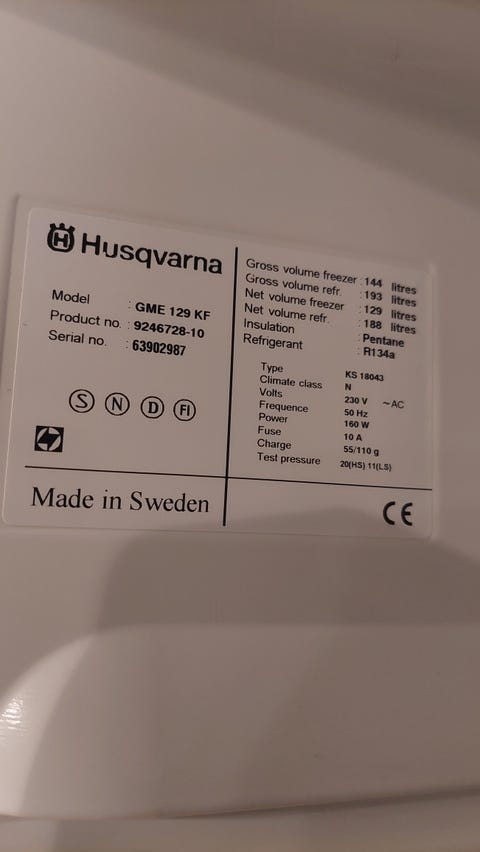 Husqvarna
Model : GME 129 KF
Product no. : 9246728-10
Serial no. : 63902987
S N D FI
Made in Sweden
Gross volume freezer : 144 litres
Gross volume refr. : 193 litres
Net volume freezer : 129 litres
Net volume refr. : 188 litres
Insulation : Pentane
Refrigerant : R134a
Type KS 18043
Climate class N
Volts 230 V ~AC
Frequence 50 Hz
Power 160 W
Fuse 10 A
Charge 55/110 g
Test pressure 20(HS) 11(LS)
CE